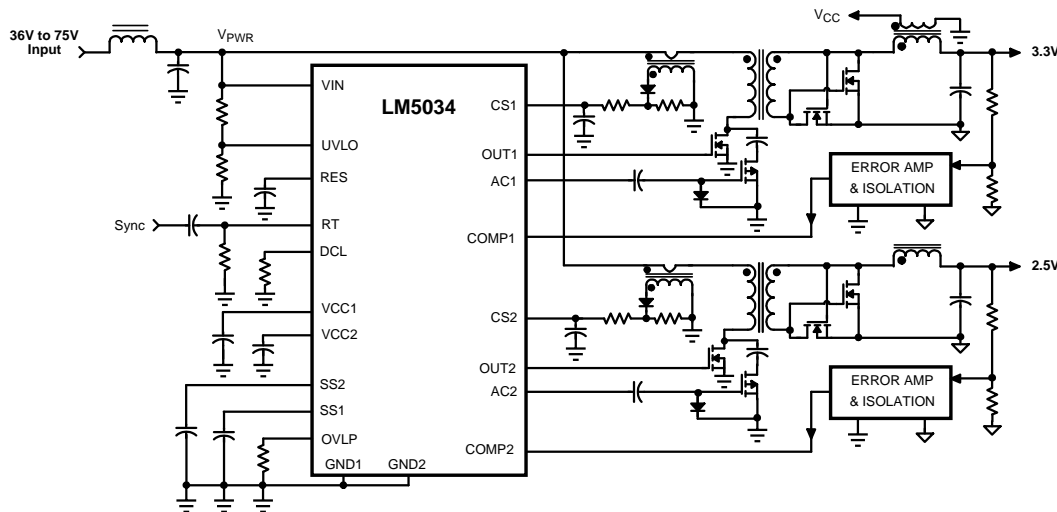 36V to 75V
Input
VPWR
VCC
3.3V
LM5034
VIN
UVLO
RES
Sync
RT
DCL
VCC1
VCC2
SS2
SS1
OVLP
GND1
GND2
CS1
OUT1
AC1
COMP1
ERROR AMP
& ISOLATION
2.5V
CS2
OUT2
AC2
COMP2
ERROR AMP
& ISOLATION